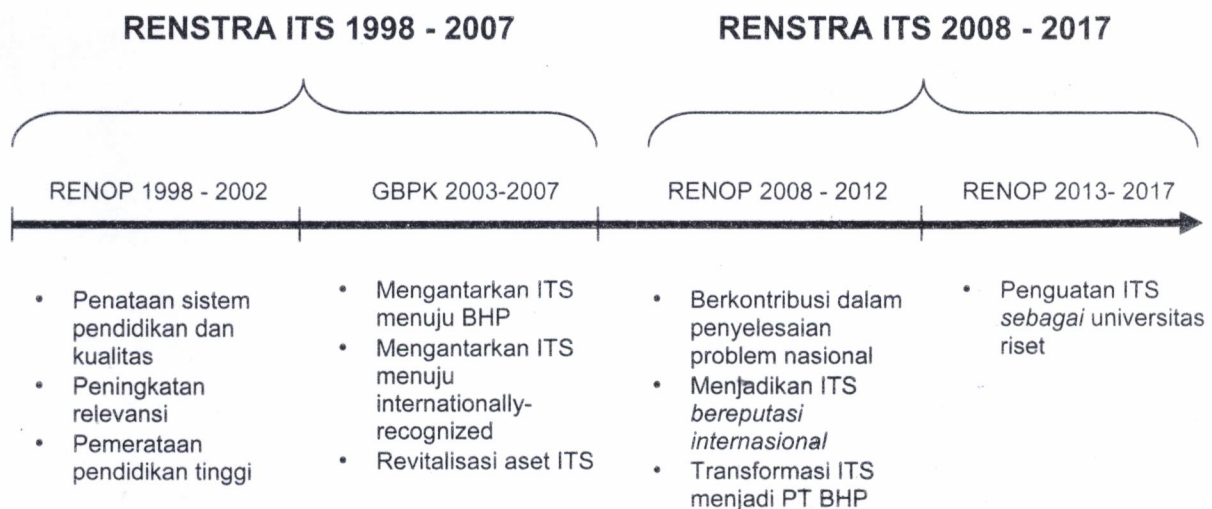 RENSTRA ITS 1998 - 2007
RENSTRA ITS 2008 - 2017
RENOP 1998 - 2002
GBPK 2003-2007
RENOP 2008 - 2012
RENOP 2013- 2017
• Penataan sistem
pendidikan dan
kualitas
• Peningkatan
relevansi
• Pemerataan
pendidikan tinggi
• Mengantarkan ITS
menuju BHP
• Mengantarkan ITS
menuju
internationally-
recognized
• Revitalisasi aset ITS
• Berkontribusi dalam
penyelesaian
problem nasional
• Menjadikan ITS
bereputasi
internasional
• Transformasi ITS
menjadi PT BHP
• Penguatan ITS
sebagai universitas
riset